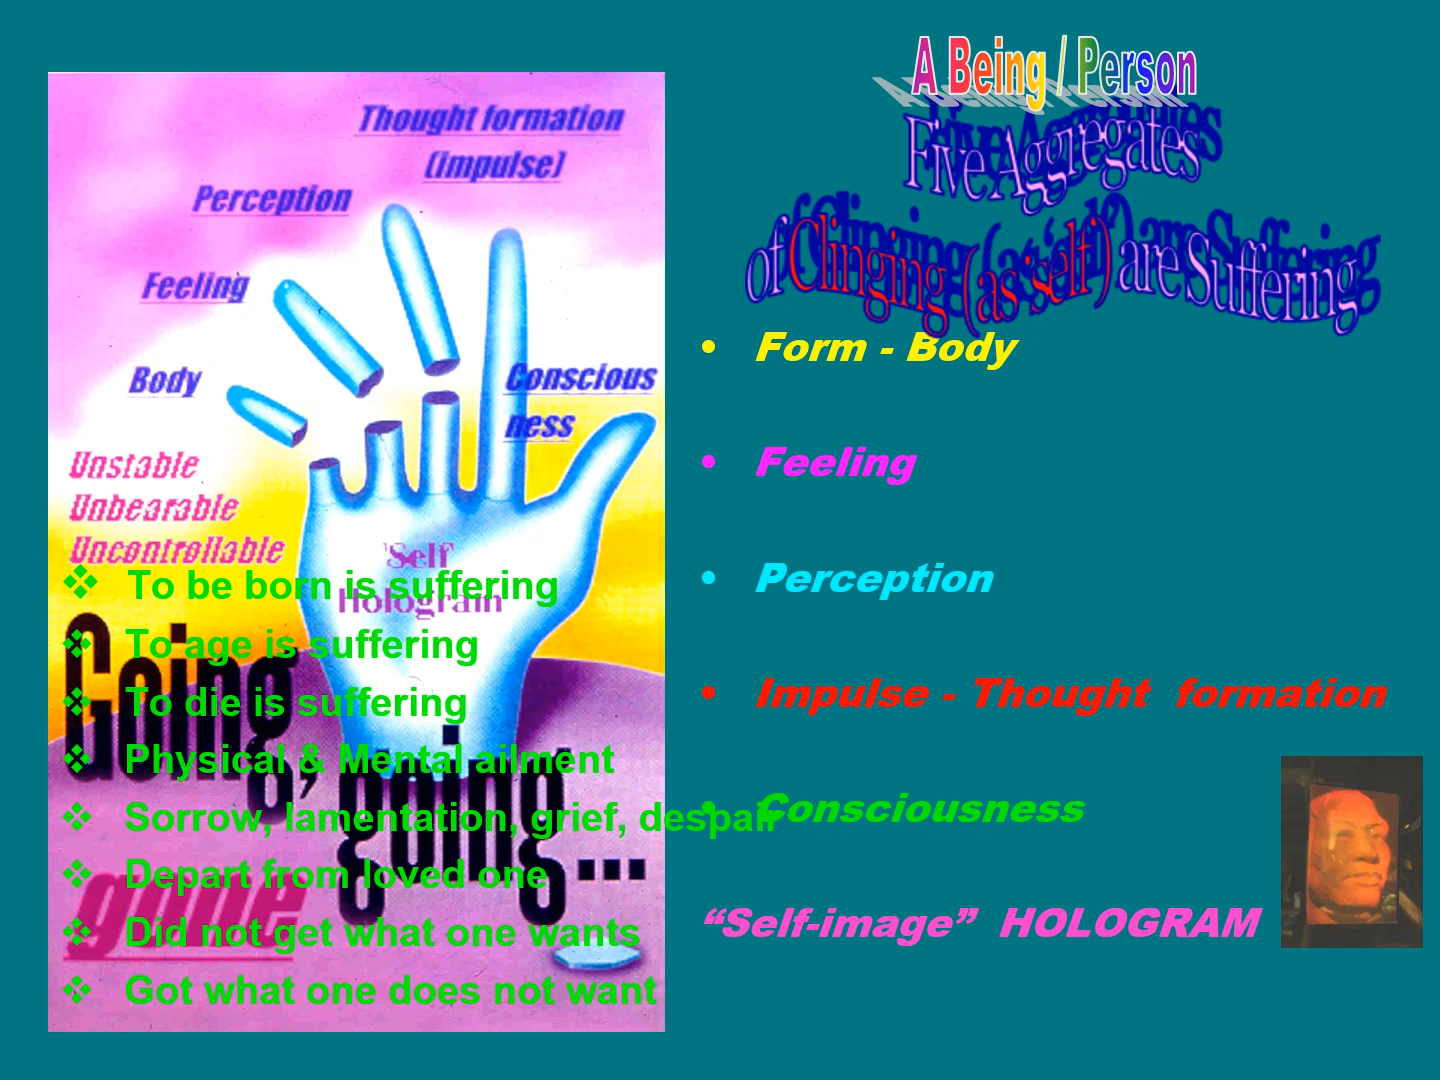 A Being / Person
Five Aggregates
of Clinging (as 'self') are Suffering
Thought formation
(impulse)
Perception
Feeling
Body
Conscious
ness
Unstable
Unbearable
Uncontrollable
'Self'
Hologram
Going,
going...
gone
❖ To be born is suffering
❖ To age is suffering
❖ To die is suffering
❖ Physical & Mental ailment
❖ Sorrow, lamentation, grief, despair
❖ Depart from loved one
❖ Did not get what one wants
❖ Got what one does not want
• Form - Body
• Feeling
• Perception
• Impulse - Thought formation
• Consciousness
“Self-image” HOLOGRAM